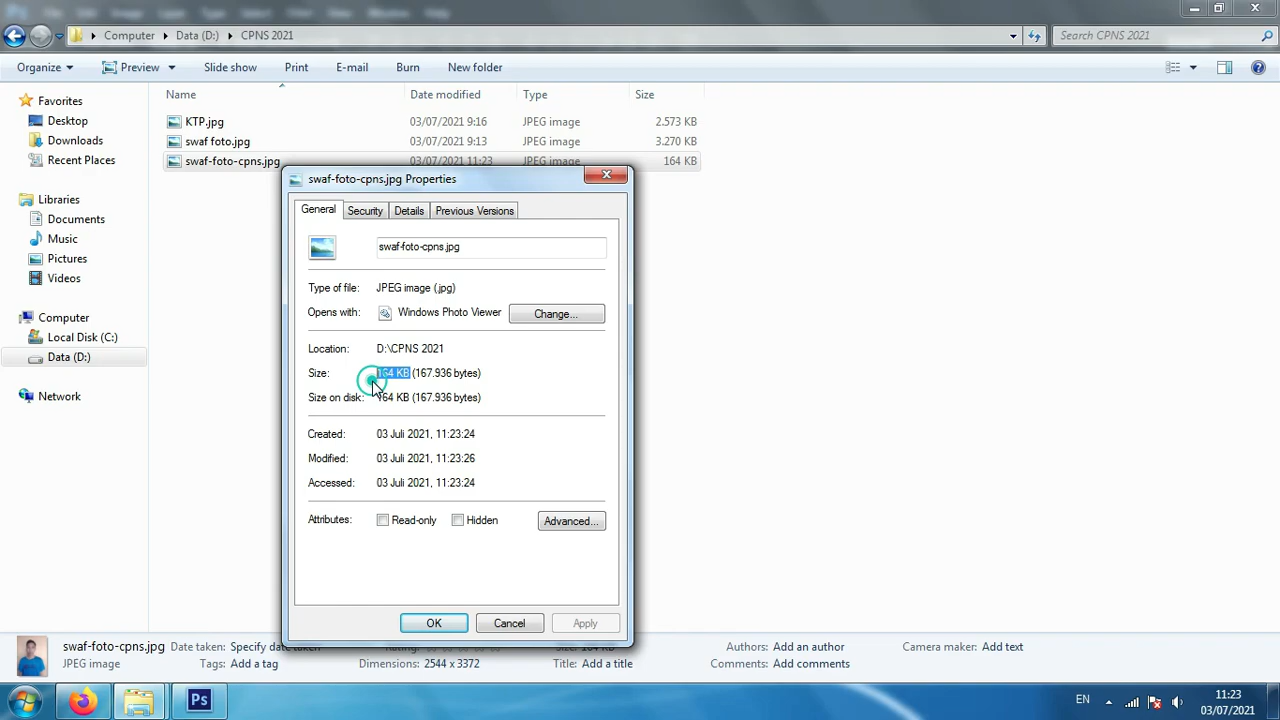 Computer Data (D:) CPNS 2021 Search CPNS 2021
Organize Preview Slide show Print E-mail Burn New folder
Name Date modified Type Size
KTP.jpg 03/07/2021 9:16 JPEG image 2.573 KB
swaf foto.jpg 03/07/2021 9:13 JPEG image 3.270 KB
swaf-foto-cpns.jpg 03/07/2021 11:23 JPEG image 164 KB
Favorites
Desktop
Downloads
Recent Places
Libraries
Documents
Music
Pictures
Videos
Computer
Local Disk (C:)
Data (D:)
Network
swaf-foto-cpns.jpg Properties
General Security Details Previous Versions
swaf-foto-cpns.jpg
Type of file: JPEG image (.jpg)
Opens with: Windows Photo Viewer Change...
Location: D:\CPNS 2021
Size: 164 KB (167.936 bytes)
Size on disk: 164 KB (167.936 bytes)
Created: 03 Juli 2021, 11:23:24
Modified: 03 Juli 2021, 11:23:26
Accessed: 03 Juli 2021, 11:23:24
Attributes: Read-only Hidden Advanced...
OK Cancel Apply
swaf-foto-cpns.jpg Date taken: Specify date taken Authors: Add an author Camera maker: Add text
JPEG image Tags: Add a tag Dimensions: 2544 x 3372 Title: Add a title Comments: Add comments
Ps EN 11:23
03/07/2021